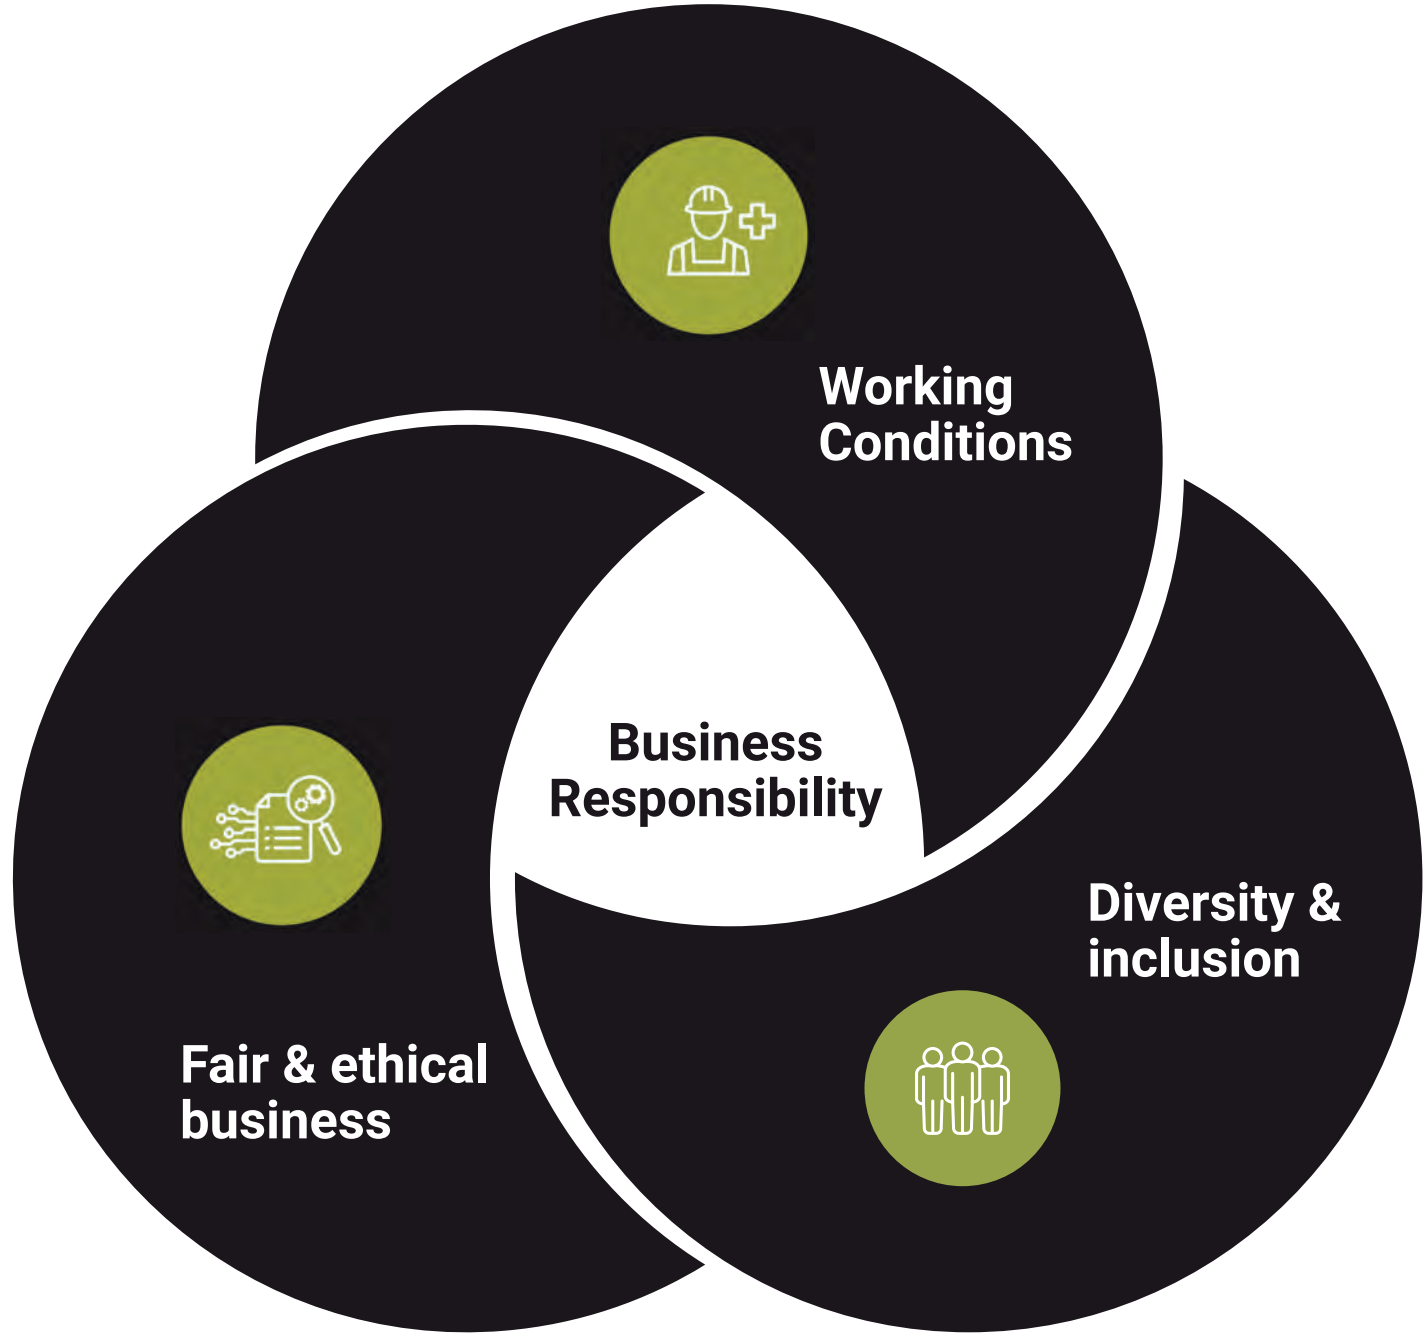 Working
Conditions
Business
Responsibility
Diversity &
inclusion
Fair & ethical
business